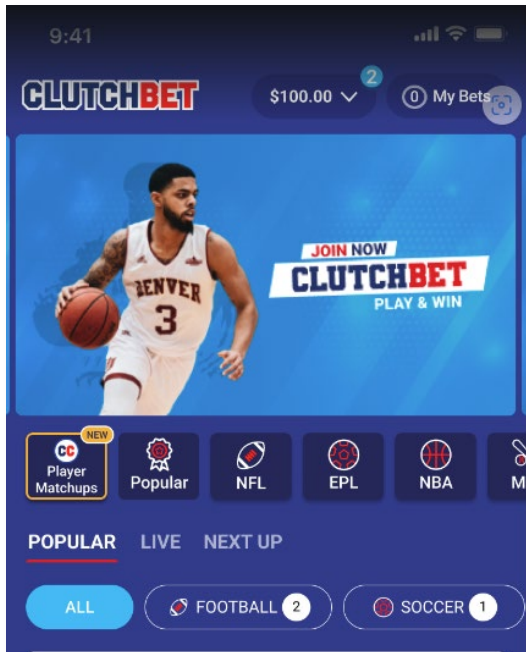 9:41
CLUTCHBET
$100.00
2
0 My Bets
JOIN NOW
CLUTCHBET
PLAY & WIN
DENVER
3
NEW
CC
Player
Matchups
Popular
NFL
EPL
NBA
M
POPULAR LIVE NEXT UP
ALL
FOOTBALL 2
SOCCER 1